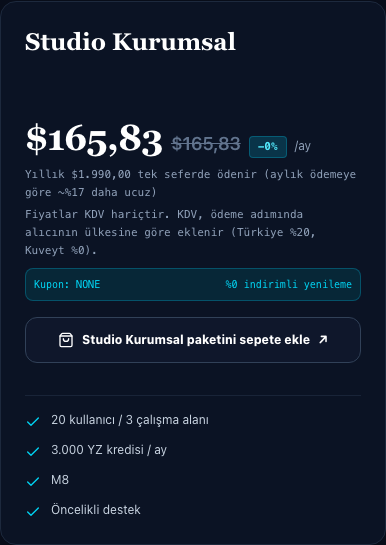 Studio Kurumsal
$165,83 $165,83 −0% /ay
Yıllık $1.990,00 tek seferde ödenir (aylık ödemeye
göre ~%17 daha ucuz)
Fiyatlar KDV hariçtir. KDV, ödeme adımında
alıcının ülkesine göre eklenir (Türkiye %20,
Kuveyt %0).
Kupon: NONE %0 indirimli yenileme
Studio Kurumsal paketini sepete ekle ↗
20 kullanıcı / 3 çalışma alanı
3.000 YZ kredisi / ay
M8
Öncelikli destek